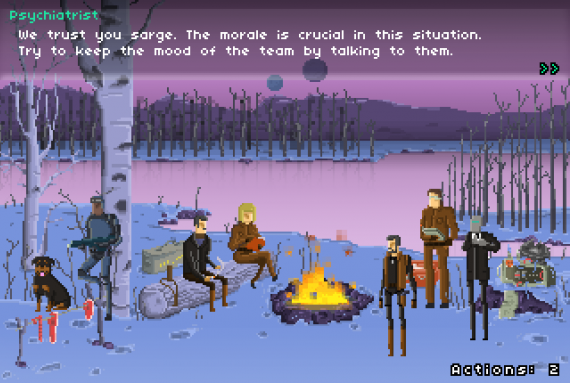 Psychiatrist
We trust you sarge. The morale is crucial in this situation.
Try to keep the mood of the team by talking to them.
>>
Actions: 2